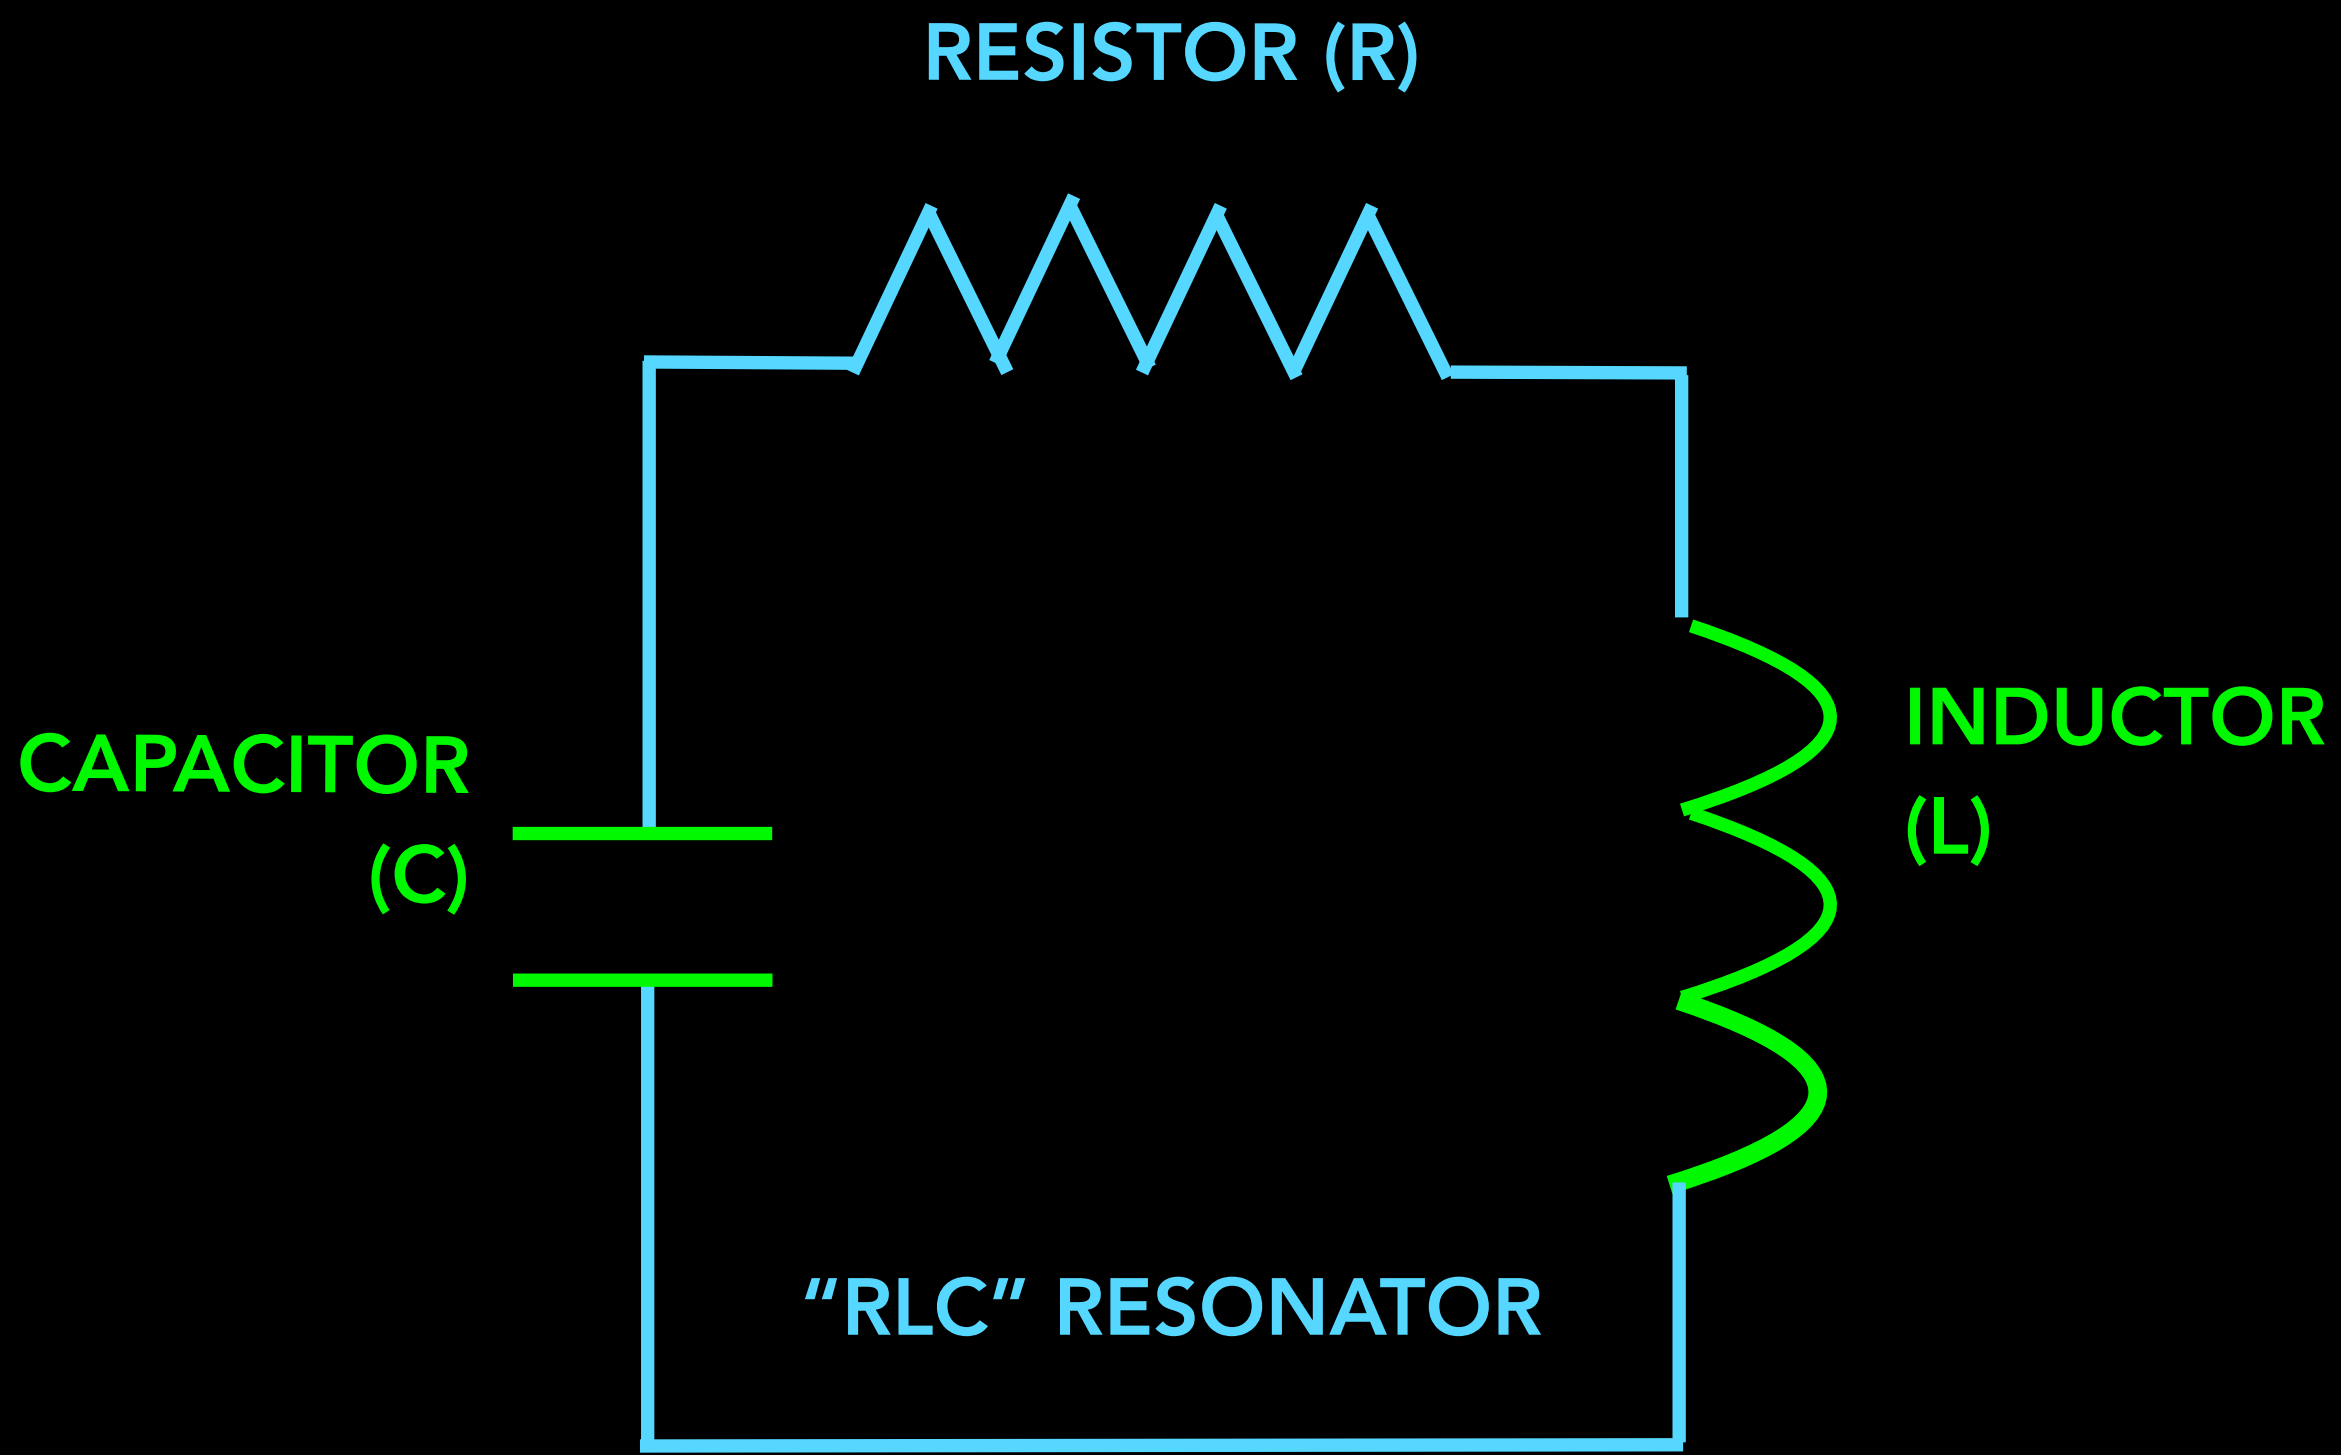 RESISTOR (R)
CAPACITOR
(C)
INDUCTOR
(L)
“RLC” RESONATOR